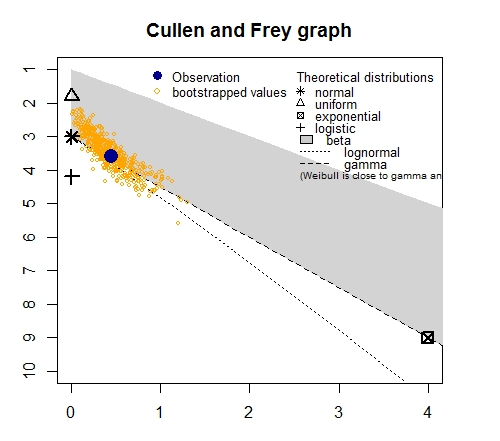 Cullen and Frey graph
Observation
bootstrapped values
Theoretical distributions
normal
uniform
exponential
logistic
beta
lognormal
gamma
(Weibull is close to gamma an
1
2
3
4
5
6
7
8
9
10
0 1 2 3 4